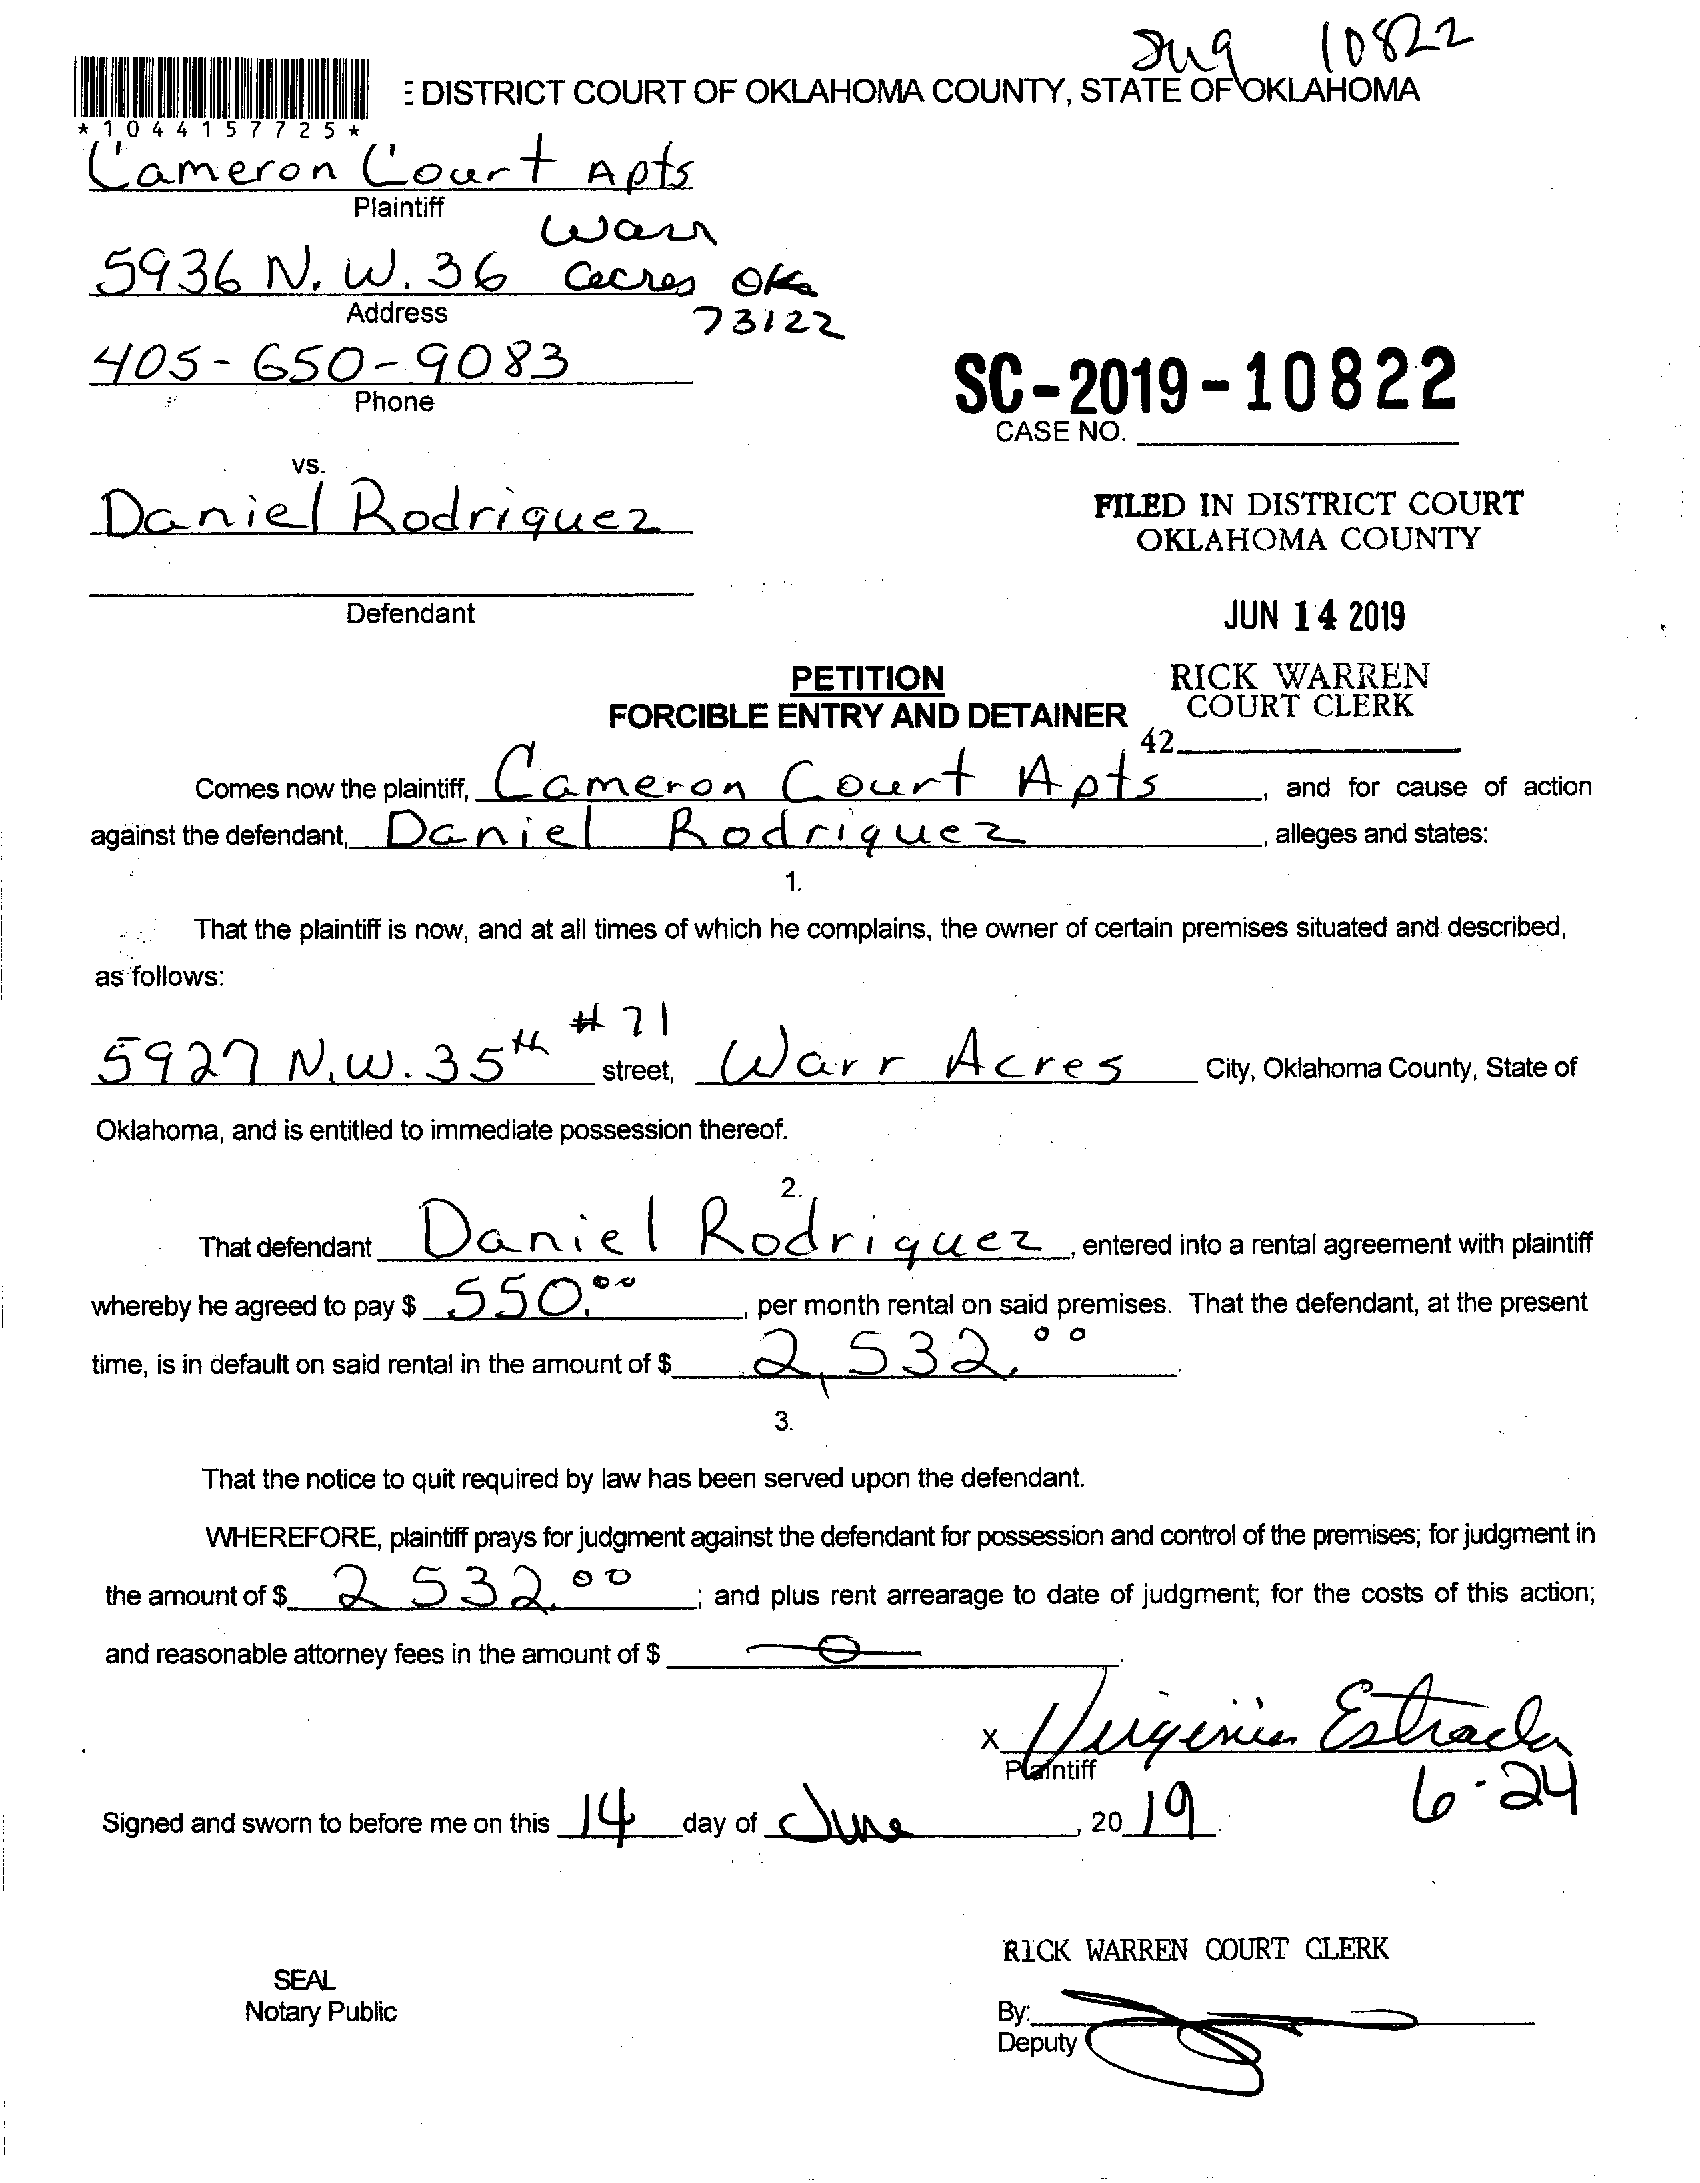 10822
E DISTRICT COURT OF OKLAHOMA COUNTY, STATE OF OKLAHOMA
*1044157725*
Cameron Court Apts
Plaintiff
Warr
5936 N. W. 36 Acres Okla
Address
73122
405-650-9083
Phone
SC-2019-10822
CASE NO.
vs.
Daniel Rodriquez
FILED IN DISTRICT COURT
OKLAHOMA COUNTY
Defendant
JUN 14 2019
PETITION
RICK WARREN
COURT CLERK
FORCIBLE ENTRY AND DETAINER
42
Comes now the plaintiff, Cameron Court Apts, and for cause of action
against the defendant, Daniel Rodriquez, alleges and states:
1.
That the plaintiff is now, and at all times of which he complains, the owner of certain premises situated and described,
as follows:
# 71
5927 N.W. 35th street, Warr Acres City, Oklahoma County, State of
Oklahoma, and is entitled to immediate possession thereof.
2.
That defendant Daniel Rodriquez, entered into a rental agreement with plaintiff
whereby he agreed to pay $ 550.00, per month rental on said premises. That the defendant, at the present
time, is in default on said rental in the amount of $ 2,532.00.
3.
That the notice to quit required by law has been served upon the defendant.
WHEREFORE, plaintiff prays for judgment against the defendant for possession and control of the premises; for judgment in
the amount of $ 2532.00; and plus rent arrearage to date of judgment; for the costs of this action;
and reasonable attorney fees in the amount of $ 0.
x Virginia Estrada
Plaintiff
6-24
Signed and sworn to before me on this 14 day of June, 2019.
RICK WARREN COURT CLERK
SEAL
Notary Public
By:
Deputy